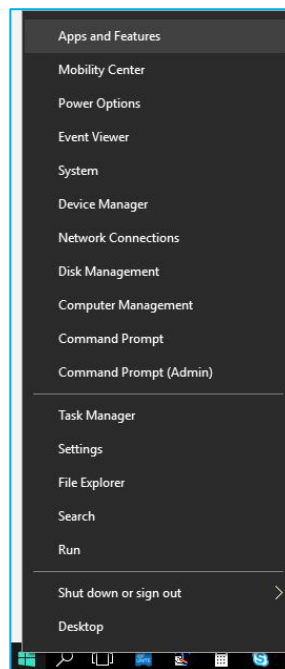 Apps and Features
Mobility Center
Power Options
Event Viewer
System
Device Manager
Network Connections
Disk Management
Computer Management
Command Prompt
Command Prompt (Admin)
Task Manager
Settings
File Explorer
Search
Run
Shut down or sign out
Desktop